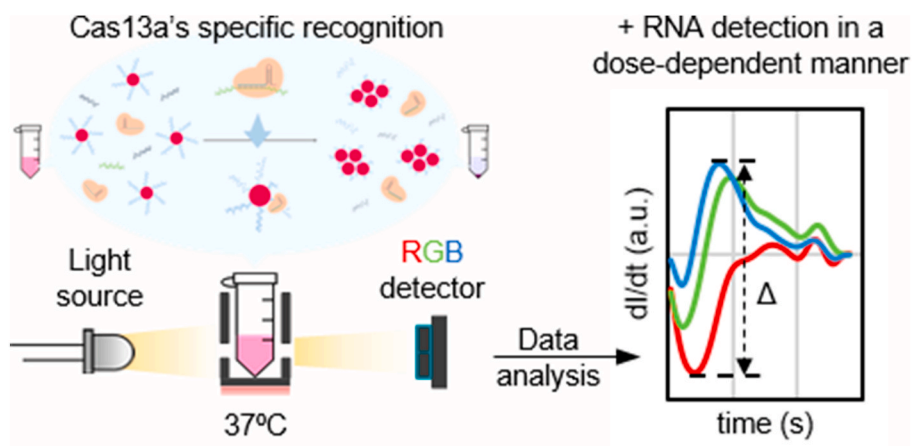 Cas13a's specific recognition
+ RNA detection in a
dose-dependent manner
Light
source
RGB
detector
37ºC
Data
analysis
dI/dt (a.u.)
Δ
time (s)